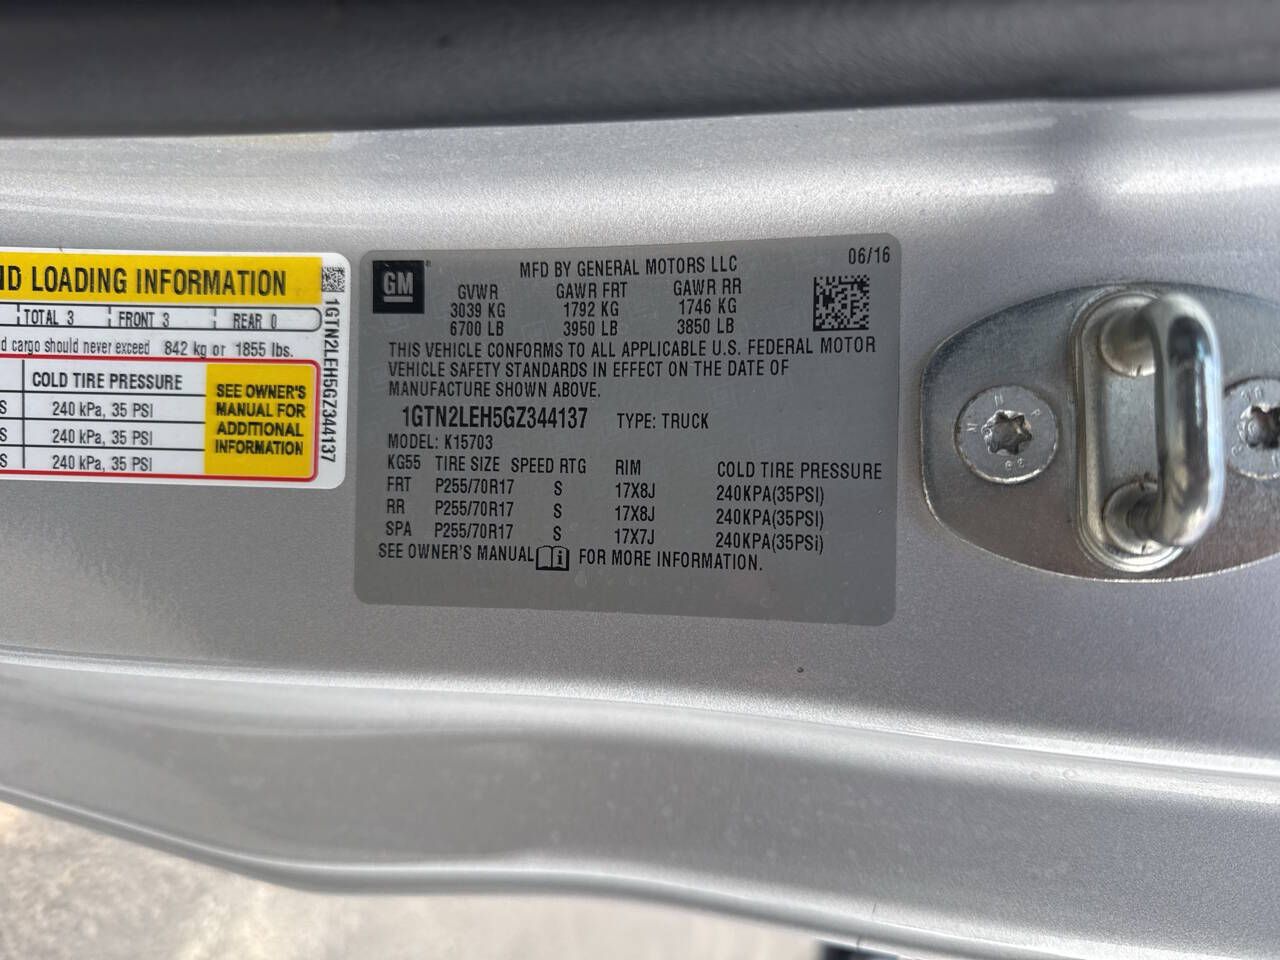 ND LOADING INFORMATION
TOTAL 3 FRONT 3 REAR 0
d cargo should never exceed 842 kg or 1855 lbs.
COLD TIRE PRESSURE
S 240 kPa, 35 PSI
S 240 kPa, 35 PSI
S 240 kPa, 35 PSI
SEE OWNER'S
MANUAL FOR
ADDITIONAL
INFORMATION
1GTN2LEH5GZ344137
GM
MFD BY GENERAL MOTORS LLC 06/16
GVWR GAWR FRT GAWR RR
3039 KG 1792 KG 1746 KG
6700 LB 3950 LB 3850 LB
THIS VEHICLE CONFORMS TO ALL APPLICABLE U.S. FEDERAL MOTOR
VEHICLE SAFETY STANDARDS IN EFFECT ON THE DATE OF
MANUFACTURE SHOWN ABOVE.
1GTN2LEH5GZ344137 TYPE: TRUCK
MODEL: K15703
KG55 TIRE SIZE SPEED RTG RIM COLD TIRE PRESSURE
FRT P255/70R17 S 17X8J 240KPA(35PSI)
RR P255/70R17 S 17X8J 240KPA(35PSI)
SPA P255/70R17 S 17X7J 240KPA(35PSi)
SEE OWNER'S MANUAL FOR MORE INFORMATION.